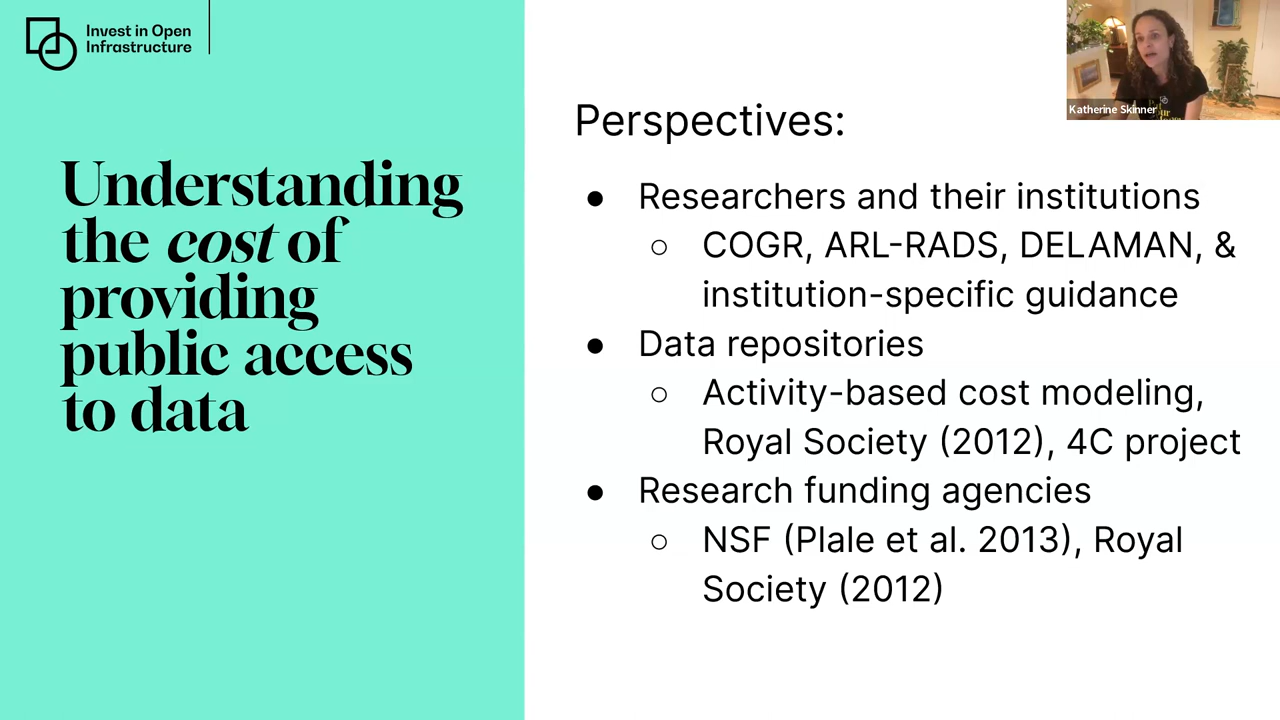 Invest in Open
Infrastructure
Understanding
the cost of
providing
public access
to data
Perspectives:
● Researchers and their institutions
○ COGR, ARL-RADS, DELAMAN, &
institution-specific guidance
● Data repositories
○ Activity-based cost modeling,
Royal Society (2012), 4C project
● Research funding agencies
○ NSF (Plale et al. 2013), Royal
Society (2012)
Katherine Skinner